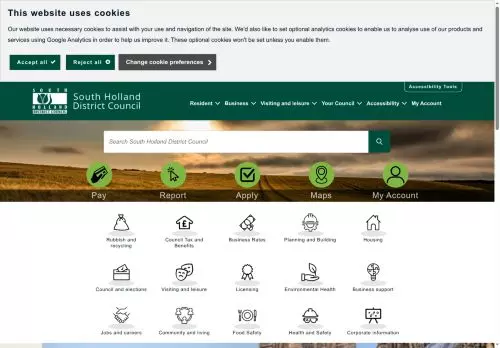 This website uses cookies
Our website uses necessary cookies to assist with your use and navigation of the site. We'd also like to set optional analytics cookies to enable us to analyse use of our products
and services using Google Analytics in order to help us improve it. These optional cookies won't be set unless you enable them.
Accept all
Reject all
Change cookie preferences
Accessibility Tools
SOUTH
HOLLAND
DISTRICT COUNCIL
South Holland
District Council
Resident
Business
Visiting and leisure
Your Council
Accessibility
My Account
Search South Holland District Council
Pay
Report
Apply
Maps
My Account
Rubbish and
recycling
Council Tax and
Benefits
Business Rates
Planning and Building
Housing
Council and elections
Visiting and leisure
Licensing
Environmental Health
Business support
Jobs and careers
Community and living
Food Safety
Health and Safety
Corporate Information